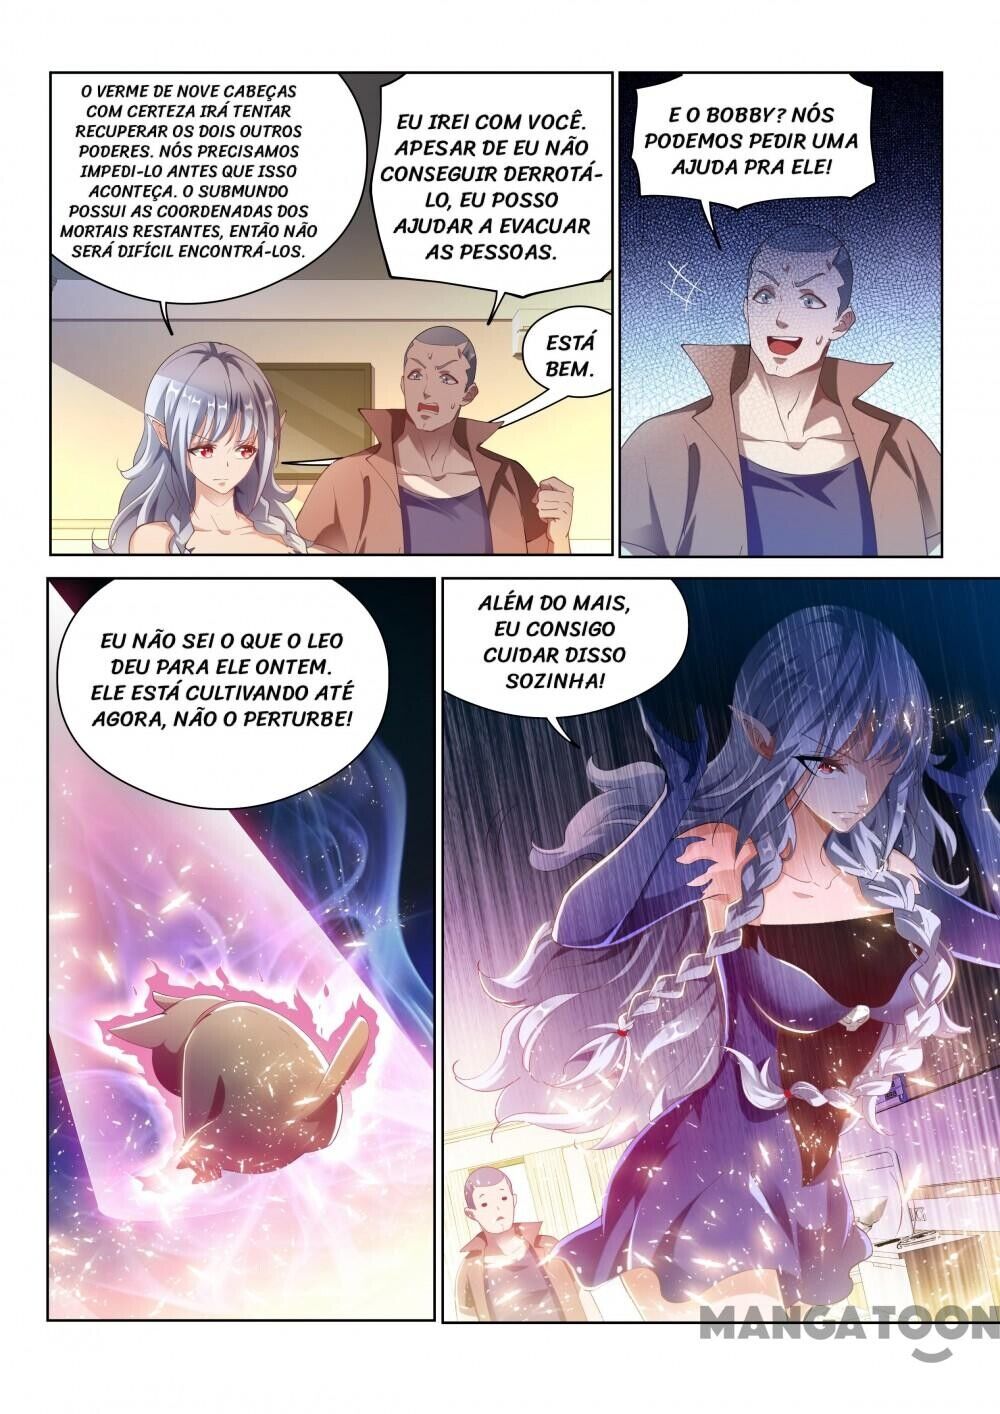 O VERME DE NOVE CABEÇAS
COM CERTEZA IRÁ TENTAR
RECUPERAR OS DOIS OUTROS
PODERES. NÓS PRECISAMOS
IMPEDI-LO ANTES QUE ISSO
ACONTEÇA. O SUBMUNDO
POSSUI AS COORDENADAS DOS
MORTAIS RESTANTES, ENTÃO NÃO
SERÁ DIFÍCIL ENCONTRÁ-LOS.
EU IREI COM VOCÊ.
APESAR DE EU NÃO
CONSEGUIR DERROTÁ-
LO, EU POSSO
AJUDAR A EVACUAR
AS PESSOAS.
ESTÁ
BEM.
E O BOBBY? NÓS
PODEMOS PEDIR UMA
AJUDA PRA ELE!
EU NÃO SEI O QUE O LEO
DEU PARA ELE ONTEM.
ELE ESTÁ CULTIVANDO ATÉ
AGORA, NÃO O PERTURBE!
ALÉM DO MAIS,
EU CONSIGO
CUIDAR DISSO
SOZINHA!
MANGATOON